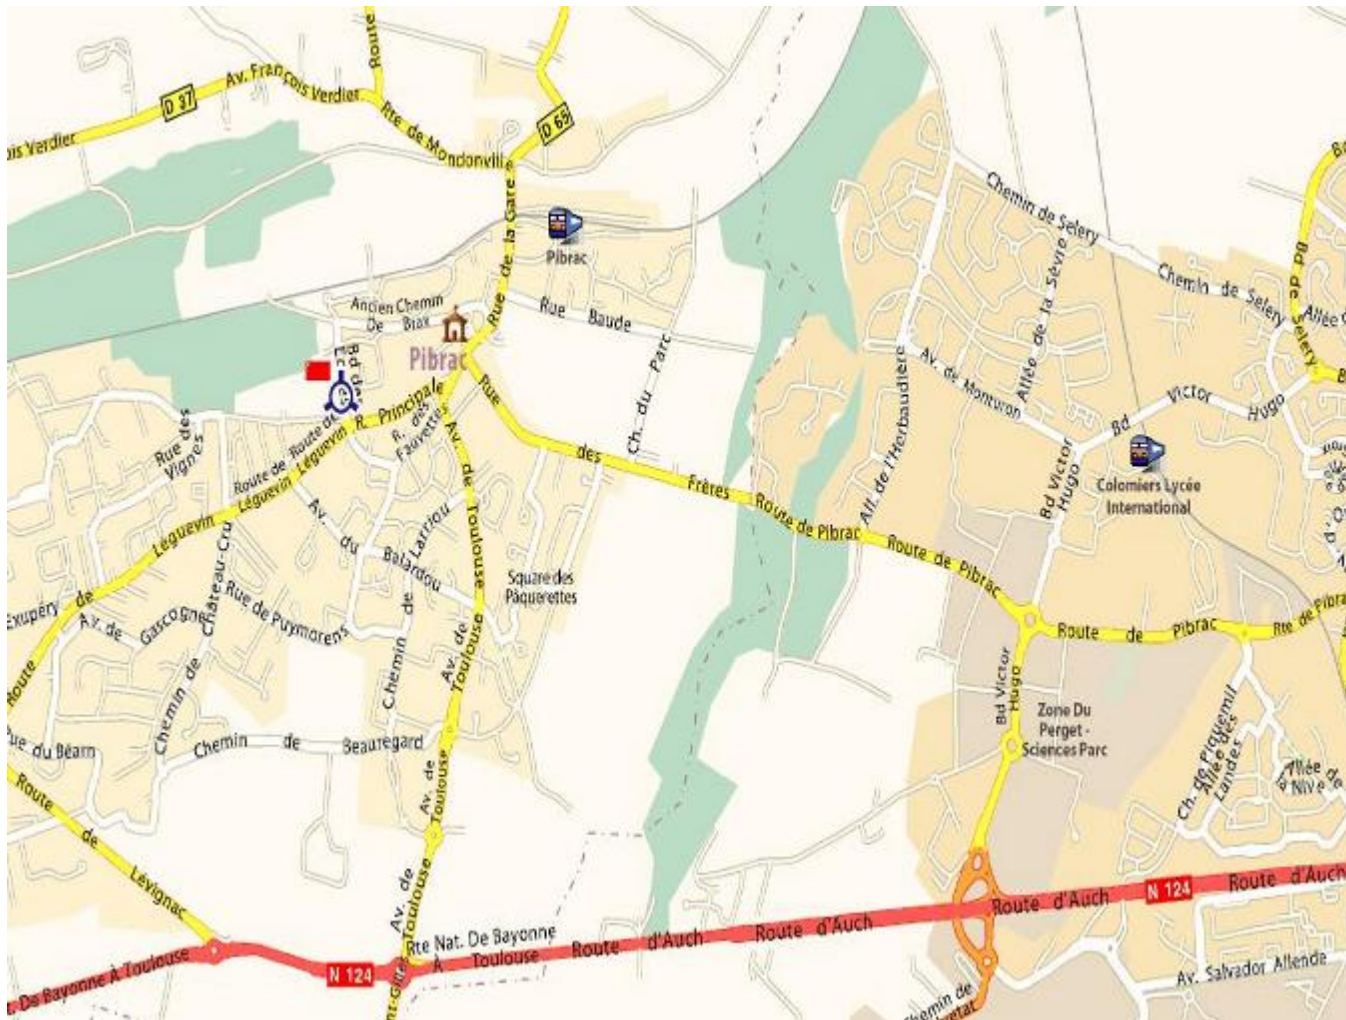 Route
Av. François Verdier
D 37
ois Verdier
Rte de Mondonville
D 65
Rue de la Gare
Pibrac
Ancien Chemin
De Brax
Rue Baude
Pibrac
Bd de
R. Principale
Rue des Frères
Ch. du Parc
Rue des
Vignes
Route de
Léguevin
Léguevin
Léguevin
R. des
Fauvettes
Av. de Toulouse
Av. du Balardou
Chemin de Lariou
Square des
Pâquerettes
Exupéry
Route de
Av. de Gascogne
Chemin de Château-Cru
Rue de Puymorens
Av. de
Toulouse
Chemin de Beauregard
ue du Béarn
Av. de
Toulouse
Route de Lévignac
Av. de
Toulouse
Rte Nat. De Bayonne
À Toulouse
N 124
t. De Bayonne À Toulouse
Route d'Auch
Route d'Auch
Route d'Auch
N 124
Route d'Auch
Chemin de Selery
Chemin de Selery
Allée de la Sèvre
Bd de Selery
Allée d
Av. de Monturon
Bd Victor Hugo
All. de l'Herbaudière
Bd Victor
Hugo
Colomiers Lycée
International
Route de Pibrac
Route de Pibrac
Route de Pibrac
Rte de Pibra
Bd Victor
Hugo
Zone Du
Perget -
Sciences Parc
Ch. de Piquemil
Allée des
Landes
Allée de
la Nive
Av. Salvador Allende
Chemin de